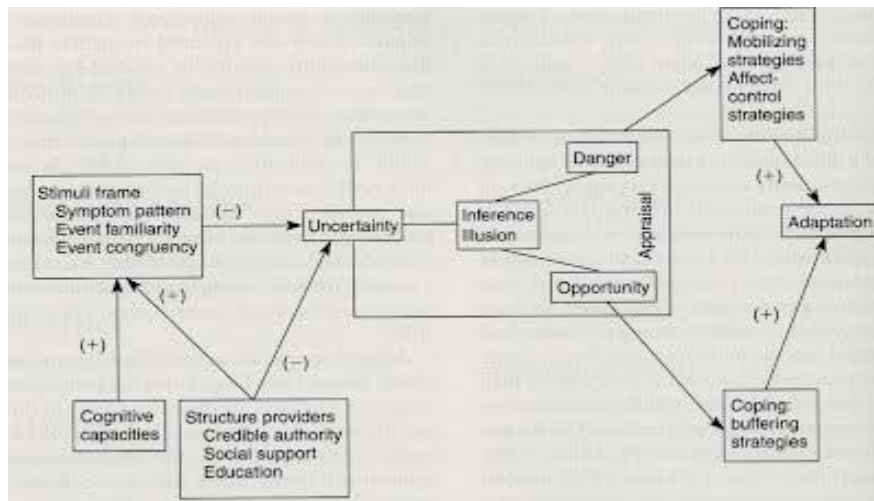 Coping:
Mobilizing
strategies
Affect-
control
strategies
Danger
Stimuli frame
Symptom pattern
Event familiarity
Event congruency
(−)
Uncertainty
Inference
Illusion
Appraisal
(+)
Adaptation
Opportunity
(+)
(+)
(−)
(+)
Cognitive
capacities
Structure providers
Credible authority
Social support
Education
Coping:
buffering
strategies